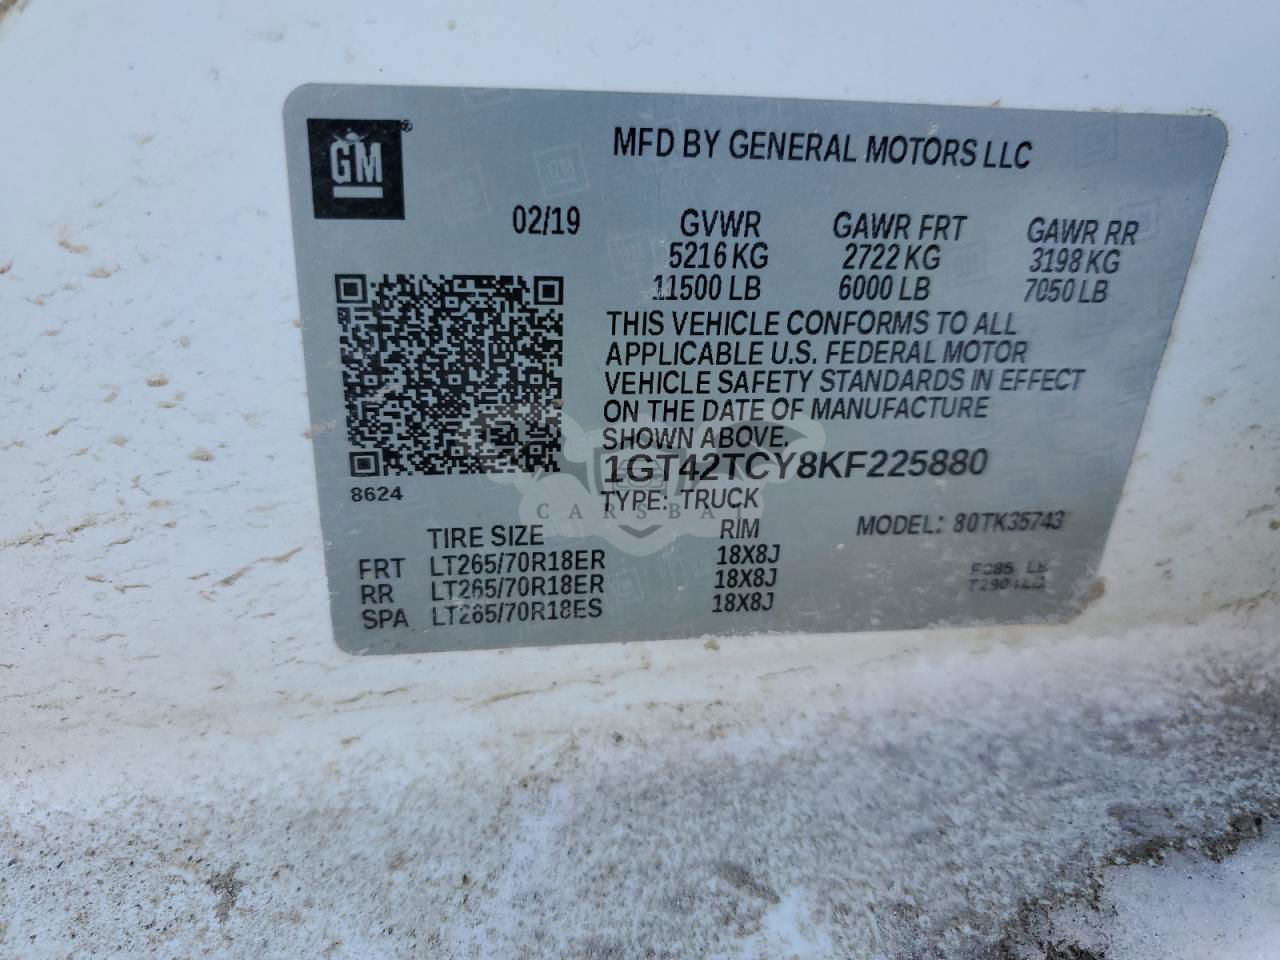 GM
MFD BY GENERAL MOTORS LLC
02/19 GVWR GAWR FRT GAWR RR
5216 KG 2722 KG 3198 KG
11500 LB 6000 LB 7050 LB
THIS VEHICLE CONFORMS TO ALL
APPLICABLE U.S. FEDERAL MOTOR
VEHICLE SAFETY STANDARDS IN EFFECT
ON THE DATE OF MANUFACTURE
SHOWN ABOVE.
1GT42TCY8KF225880
8624
TYPE: TRUCK
CARSBA
TIRE SIZE RIM MODEL: 80TK35743
FRT LT265/70R18ER 18X8J
RR LT265/70R18ER 18X8J
SPA LT265/70R18ES 18X8J